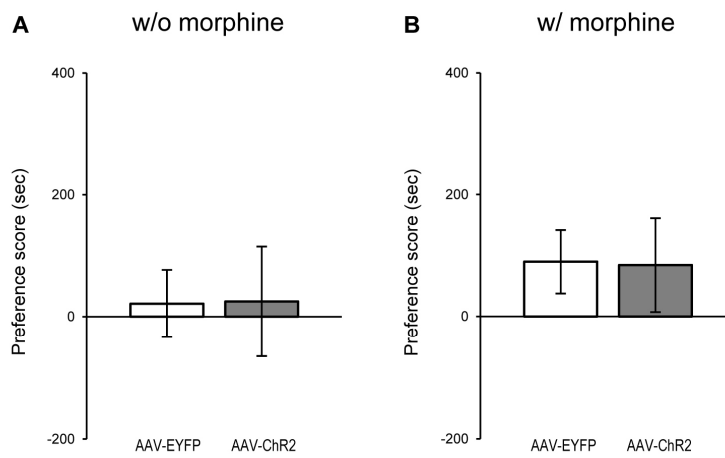 A w/o morphine
400
200
0
-200
Preference score (sec)
AAV-EYFP AAV-ChR2
B w/ morphine
400
200
0
-200
Preference score (sec)
AAV-EYFP AAV-ChR2